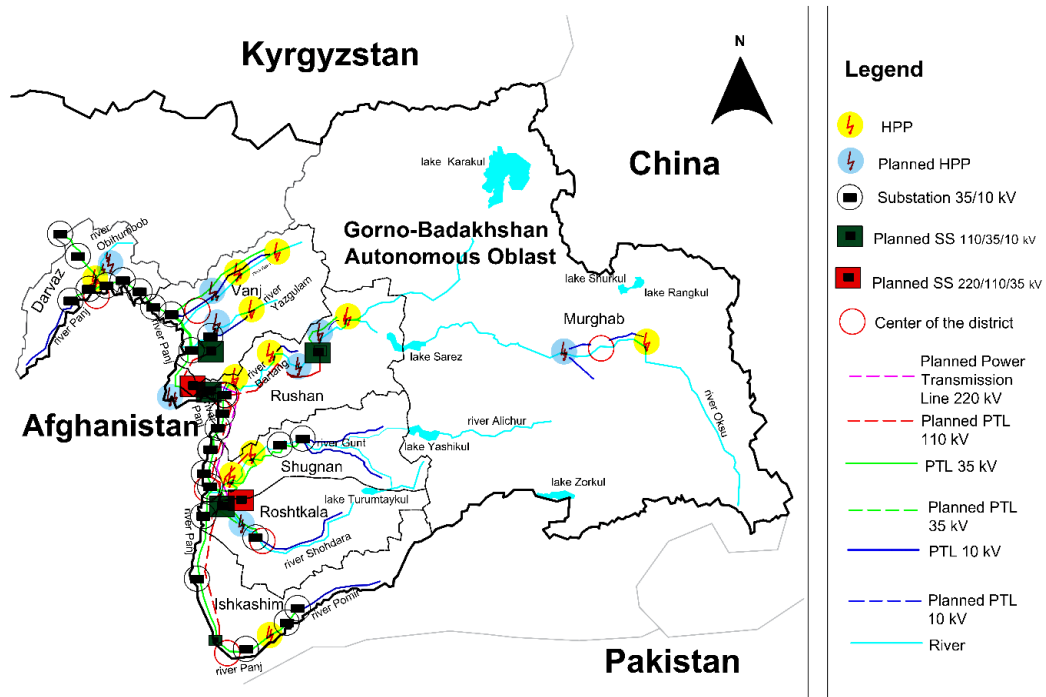 Kyrgyzstan
N
China
lake Karakul
Gorno-Badakhshan
Autonomous Oblast
river
Obihumbob
Darvaz
river Panj
Vanj
river
Yazgulam
river Panj
lake Shurkul
lake Rangkul
Murghab
lake Sarez
river
Bartang
Rushan
Afghanistan
river Panj
river Oksu
river Alichur
lake Yashikul
river Gunt
Shugnan
lake Turumtaykul
lake Zorkul
Roshtkala
river Shohdara
river Panj
Ishkashim
river Pomir
river Panj
Pakistan
Legend
HPP
Planned HPP
Substation 35/10 kV
Planned SS 110/35/10 kV
Planned SS 220/110/35 kV
Center of the district
Planned Power
Transmission
Line 220 kV
Planned PTL
110 kV
PTL 35 kV
Planned PTL
35 kV
PTL 10 kV
Planned PTL
10 kV
River